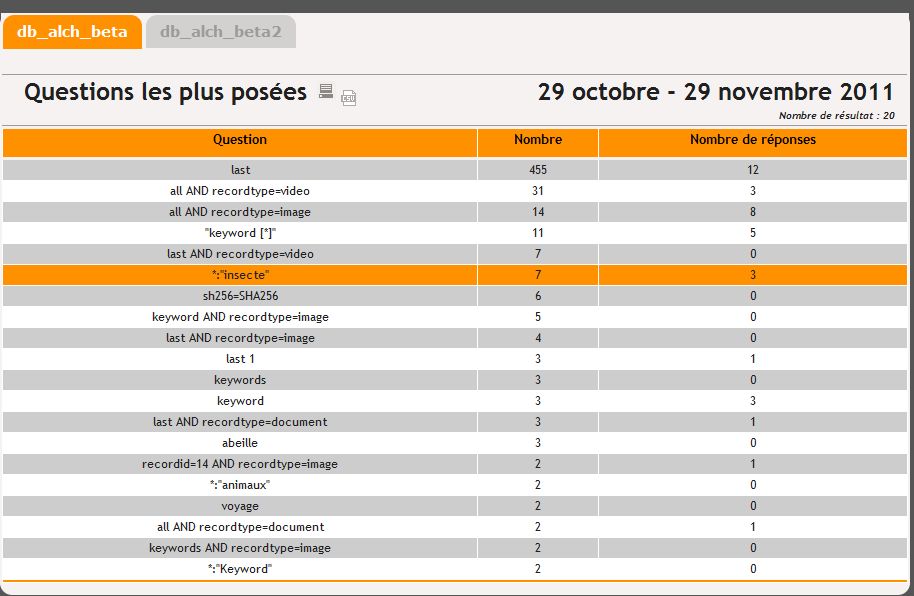 db_alch_beta db_alch_beta2
Questions les plus posées 29 octobre - 29 novembre 2011
Nombre de résultat : 20
Question Nombre Nombre de réponses
last 455 12
all AND recordtype=video 31 3
all AND recordtype=image 14 8
"keyword [*]" 11 5
last AND recordtype=video 7 0
*:"insecte" 7 3
sh256=SHA256 6 0
keyword AND recordtype=image 5 0
last AND recordtype=image 4 0
last 1 3 1
keywords 3 0
keyword 3 3
last AND recordtype=document 3 1
abeille 3 0
recordid=14 AND recordtype=image 2 1
*:"animaux" 2 0
voyage 2 0
all AND recordtype=document 2 1
keywords AND recordtype=image 2 0
*:"Keyword" 2 0